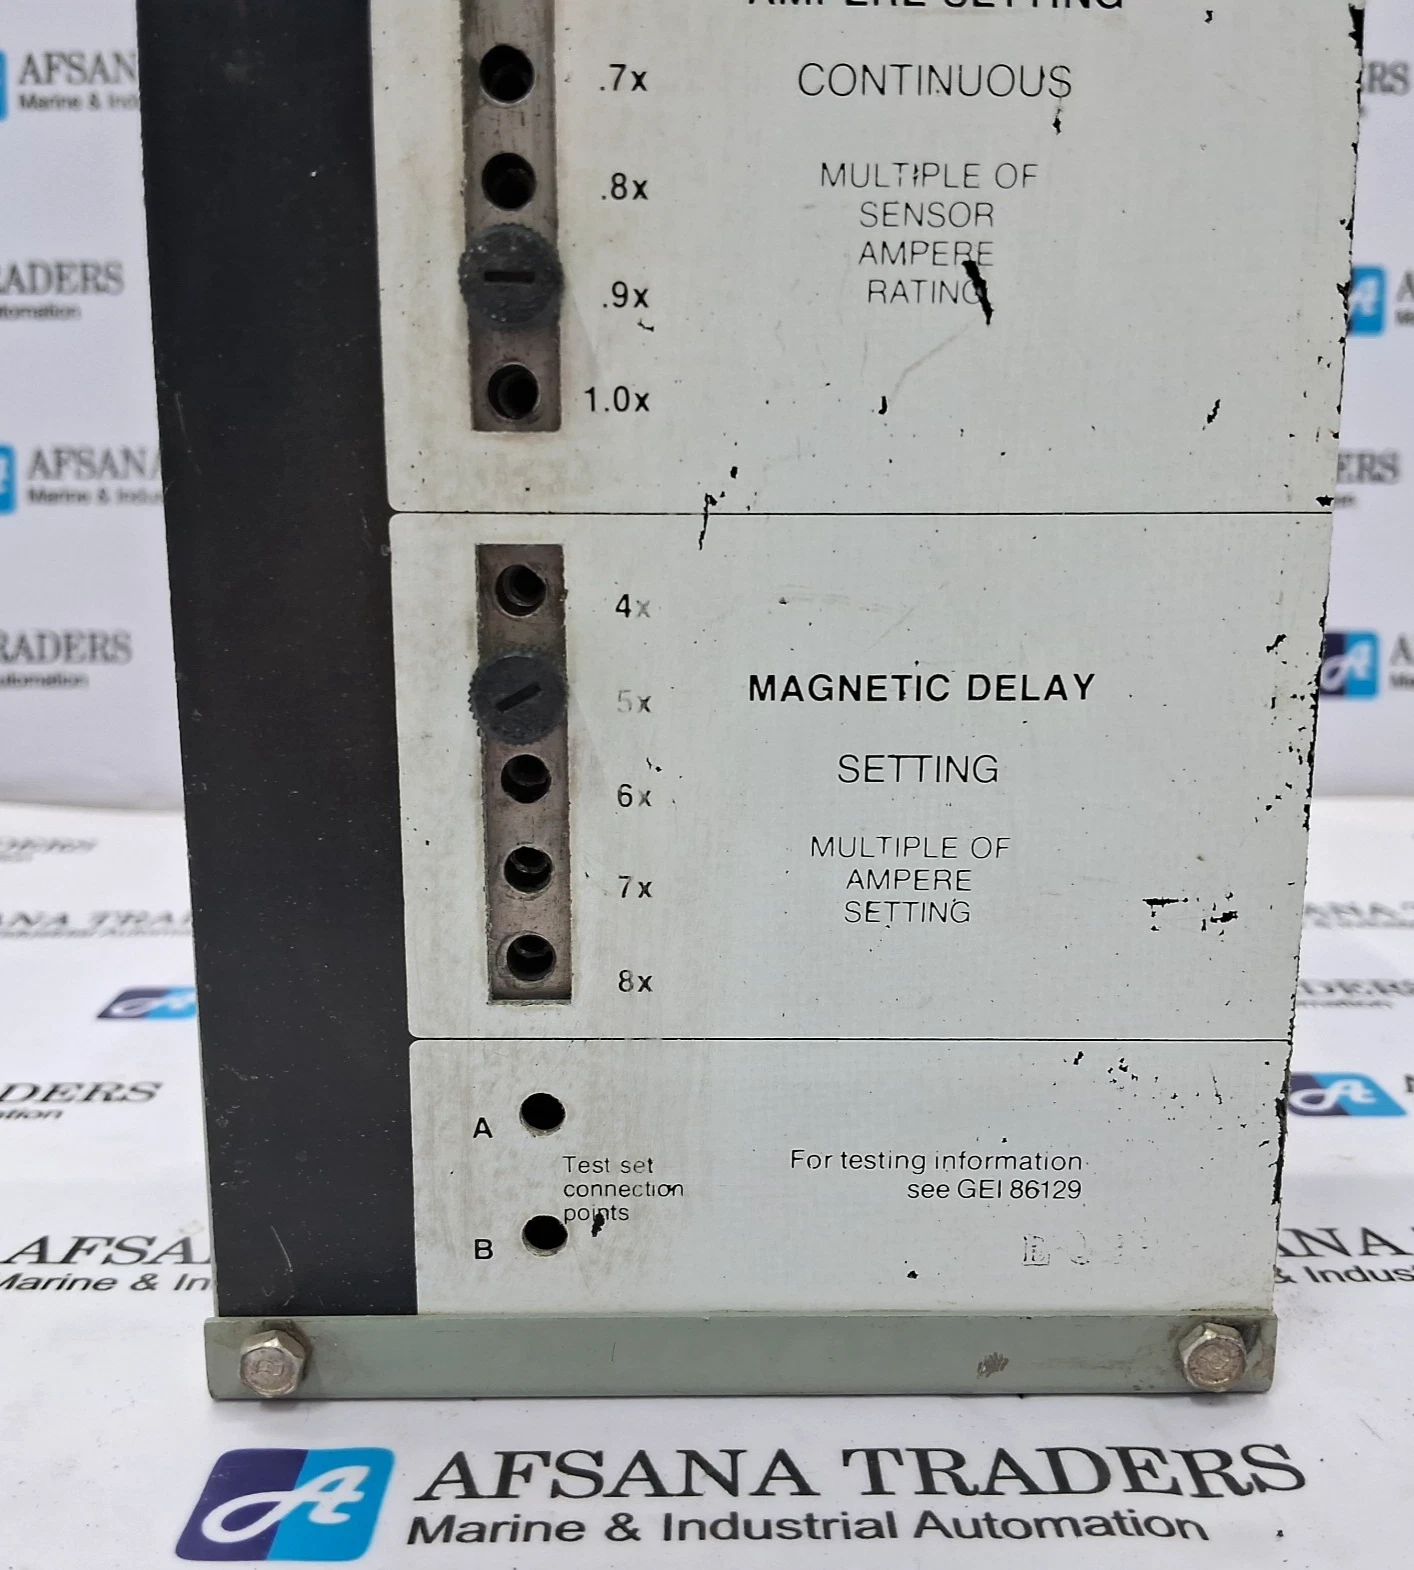 AMPERE SETTING
.7x
CONTINUOUS
.8x
MULTIPLE OF
SENSOR
AMPERE
RATING
.9x
1.0x
4x
5x
MAGNETIC DELAY
6x
SETTING
MULTIPLE OF
7x
AMPERE
SETTING
8x
A
Test set
connection
points
B
For testing information
see GEI 86129
AFSANA TRADERS
Marine & Industrial Automation